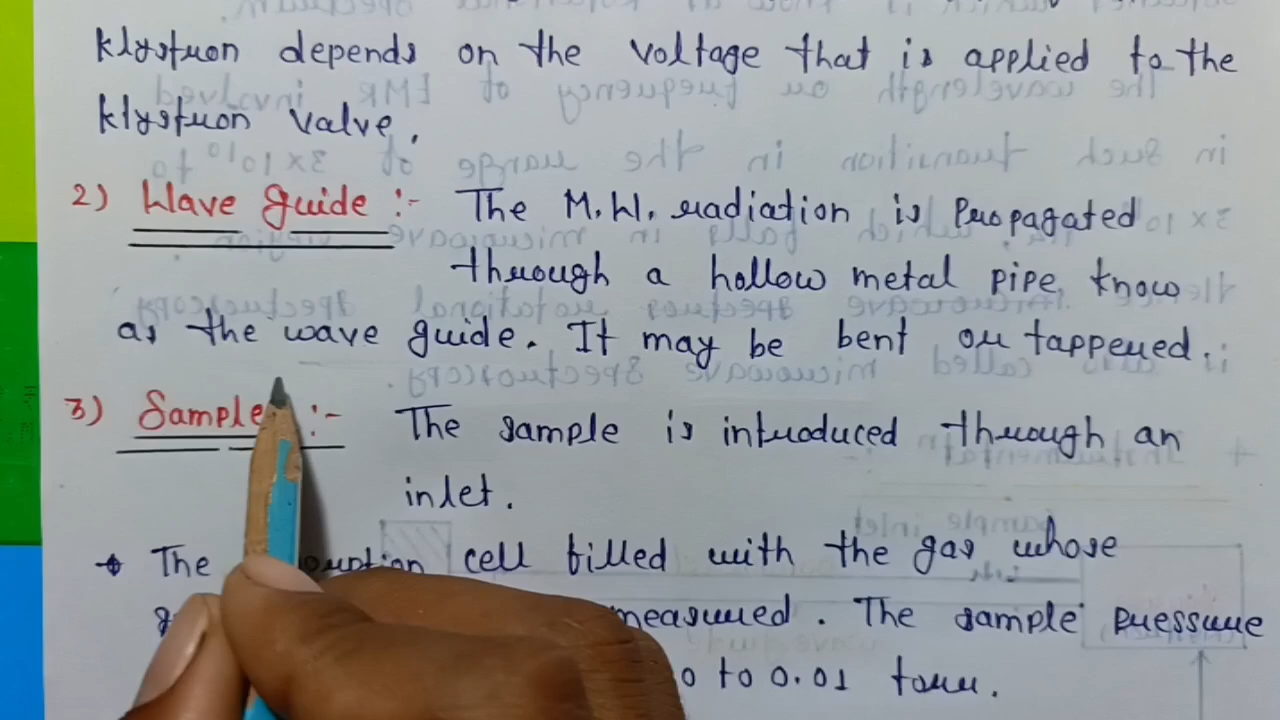 klystron depends on the voltage that is applied to the
klystron valve.
2) Wave guide :- The M.W. radiation is Propagated
through a hollow metal pipe know
as the wave guide. It may be bent or tappered.
3) Sample :- The sample is introduced through an
inlet.
The cell filled with the gas whose
measured. The sample pressure
to 0.01 torr.